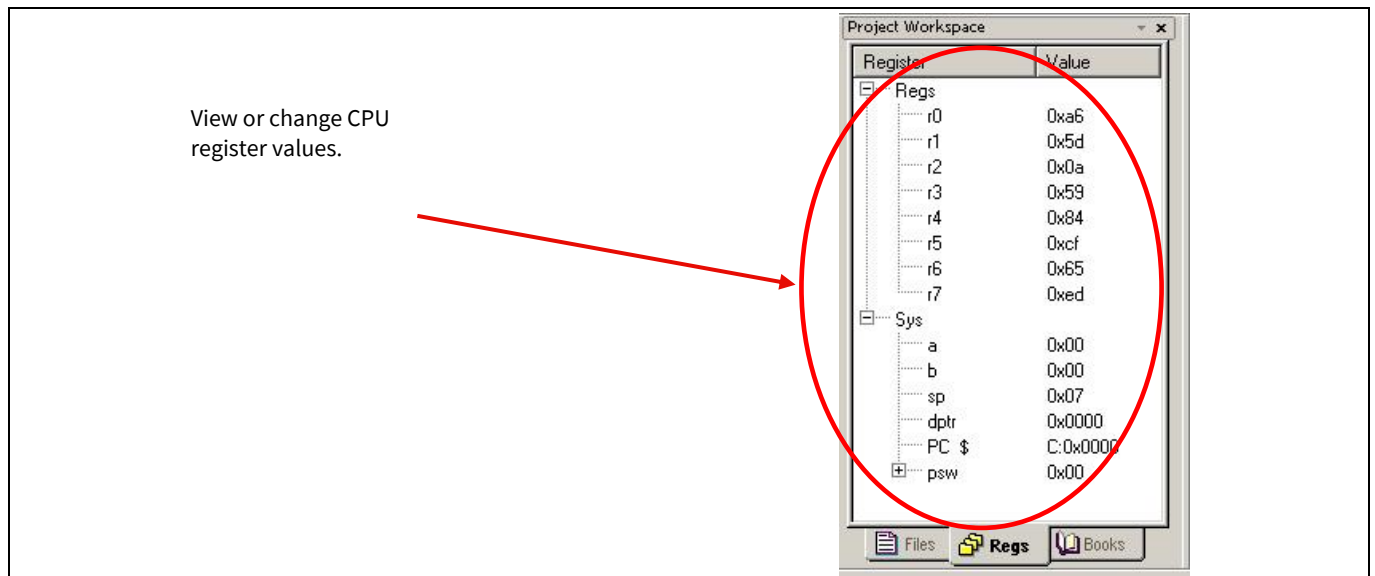 View or change CPU
register values.
Project Workspace
Register Value
Regs
r0 0xa6
r1 0x5d
r2 0x0a
r3 0x59
r4 0x84
r5 0xcf
r6 0x65
r7 0xed
Sys
a 0x00
b 0x00
sp 0x07
dptr 0x0000
PC $ C:0x0000
psw 0x00
Files Regs Books